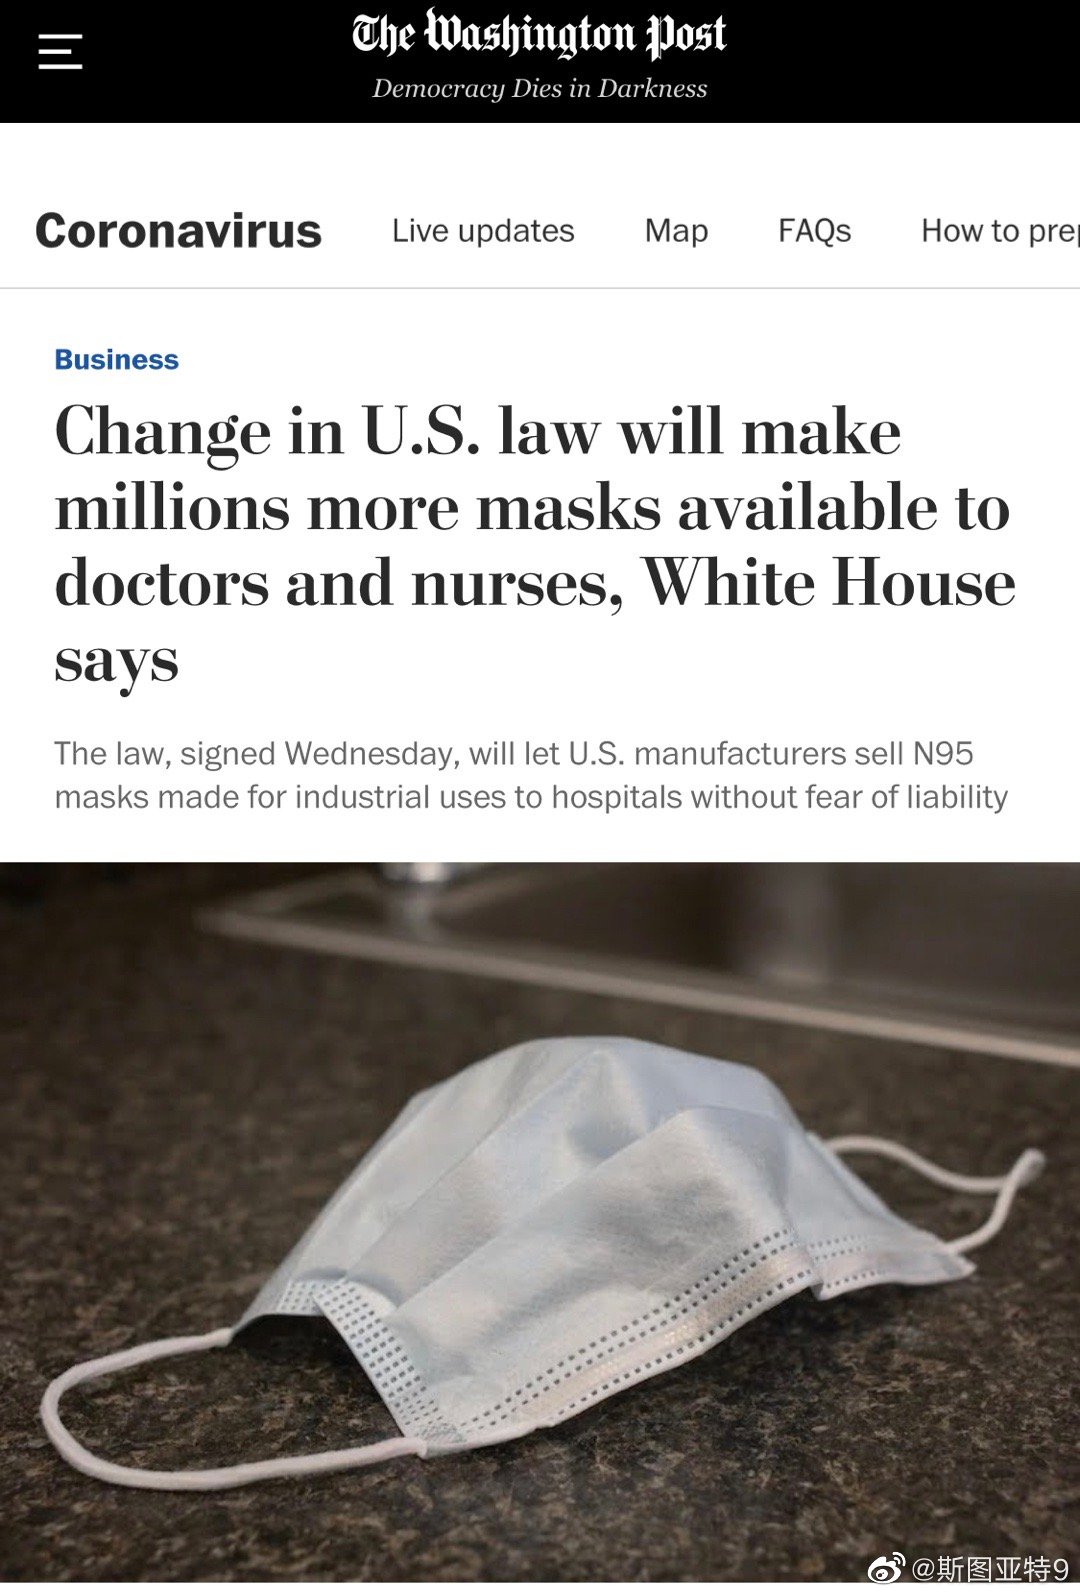 The Washington Post
Democracy Dies in Darkness
Coronavirus Live updates Map FAQs How to prep
Business
Change in U.S. law will make
millions more masks available to
doctors and nurses, White House
says
The law, signed Wednesday, will let U.S. manufacturers sell N95
masks made for industrial uses to hospitals without fear of liability
@斯图亚特9